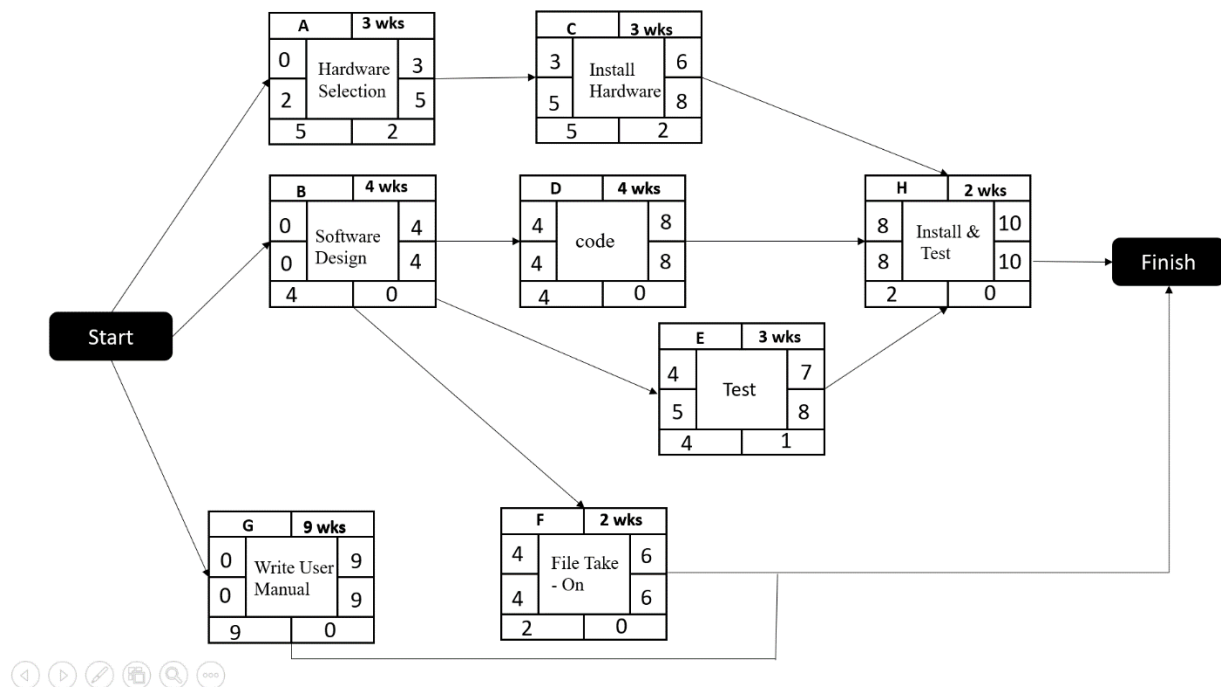 A 3 wks
0 Hardware Selection 3
2 5
5 2
C 3 wks
3 Install Hardware 6
5 8
5 2
B 4 wks
0 Software Design 4
0 4
4 0
D 4 wks
4 code 8
4 8
4 0
H 2 wks
8 Install & Test 10
8 10
2 0
Start
Finish
E 3 wks
4 Test 7
5 8
4 1
G 9 wks
0 Write User Manual 9
0 9
9 0
F 2 wks
4 File Take - On 6
4 6
2 0